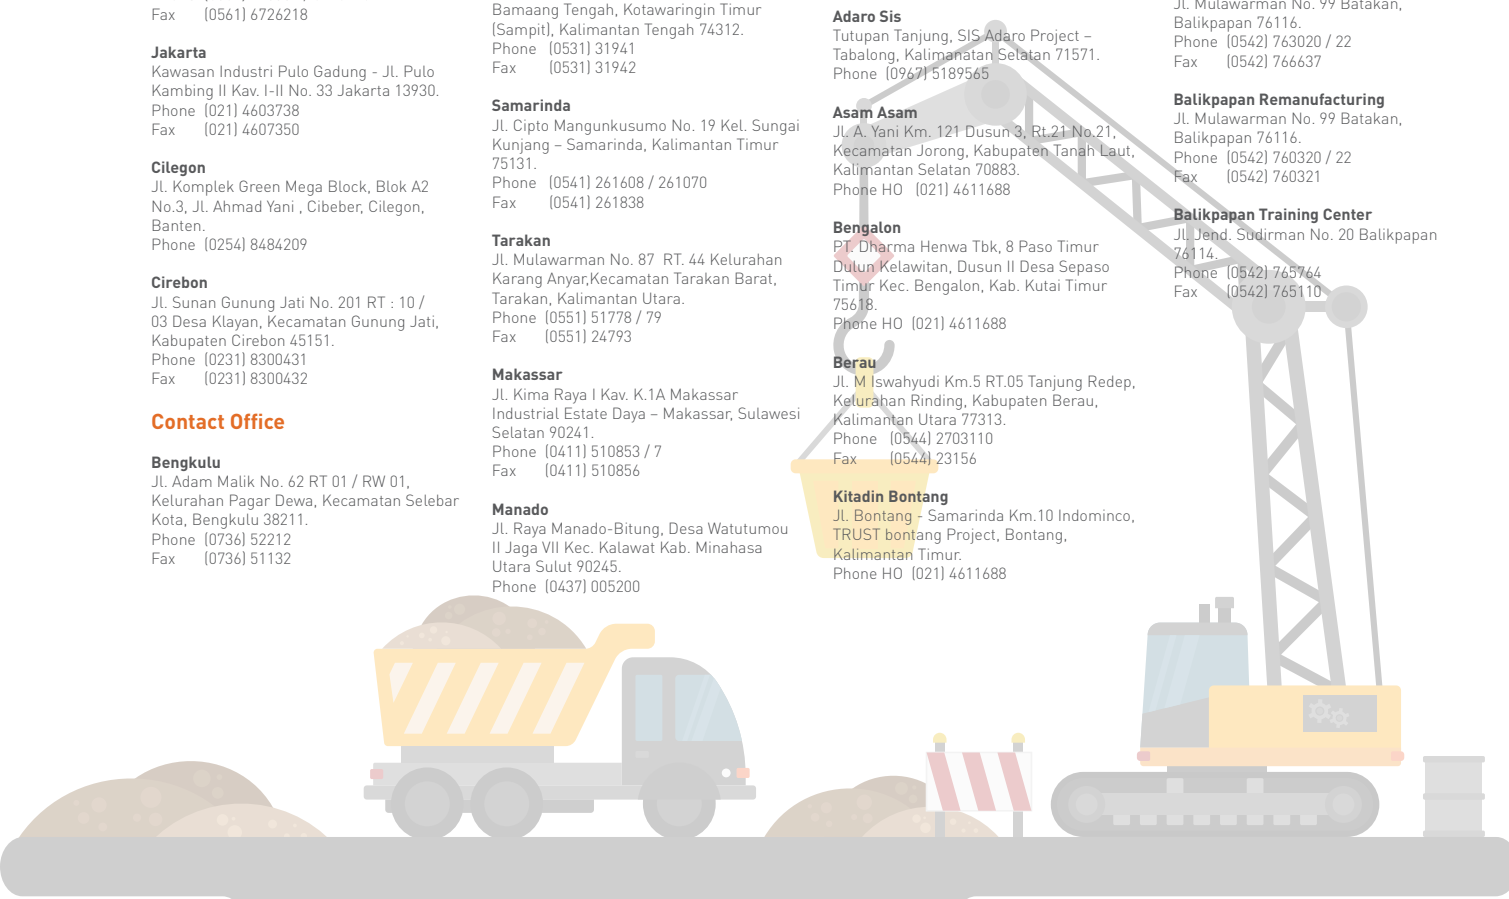 Fax (0561) 6726218
Jakarta
Kawasan Industri Pulo Gadung - Jl. Pulo
Kambing II Kav. I-II No. 33 Jakarta 13930.
Phone (021) 4603738
Fax (021) 4607350
Cilegon
Jl. Komplek Green Mega Block, Blok A2
No.3, Jl. Ahmad Yani , Cibeber, Cilegon,
Banten.
Phone (0254) 8484209
Cirebon
Jl. Sunan Gunung Jati No. 201 RT : 10 /
03 Desa Klayan, Kecamatan Gunung Jati,
Kabupaten Cirebon 45151.
Phone (0231) 8300431
Fax (0231) 8300432
Contact Office
Bengkulu
Jl. Adam Malik No. 62 RT 01 / RW 01,
Kelurahan Pagar Dewa, Kecamatan Selebar
Kota, Bengkulu 38211.
Phone (0736) 52212
Fax (0736) 51132
Bamaang Tengah, Kotawaringin Timur
(Sampit), Kalimantan Tengah 74312.
Phone (0531) 31941
Fax (0531) 31942
Samarinda
Jl. Cipto Mangunkusumo No. 19 Kel. Sungai
Kunjang – Samarinda, Kalimantan Timur
75131.
Phone (0541) 261608 / 261070
Fax (0541) 261838
Tarakan
Jl. Mulawarman No. 87 RT. 44 Kelurahan
Karang Anyar,Kecamatan Tarakan Barat,
Tarakan, Kalimantan Utara.
Phone (0551) 51778 / 79
Fax (0551) 24793
Makassar
Jl. Kima Raya I Kav. K.1A Makassar
Industrial Estate Daya – Makassar, Sulawesi
Selatan 90241.
Phone (0411) 510853 / 7
Fax (0411) 510856
Manado
Jl. Raya Manado-Bitung, Desa Watutumou
II Jaga VII Kec. Kalawat Kab. Minahasa
Utara Sulut 90245.
Phone (0437) 005200
Adaro Sis
Tutupan Tanjung, SIS Adaro Project –
Tabalong, Kalimanatan Selatan 71571.
Phone (0967) 5189565
Asam Asam
Jl. A. Yani Km. 121 Dusun 3, Rt.21 No.21,
Kecamatan Jorong, Kabupaten Tanah Laut,
Kalimantan Selatan 70883.
Phone HO (021) 4611688
Bengalon
PT. Dharma Henwa Tbk, 8 Paso Timur
Dulun Kelawitan, Dusun II Desa Sepaso
Timur Kec. Bengalon, Kab. Kutai Timur
75618.
Phone HO (021) 4611688
Berau
Jl. M Iswahyudi Km.5 RT.05 Tanjung Redep,
Kelurahan Rinding, Kabupaten Berau,
Kalimantan Utara 77313.
Phone (0544) 2703110
Fax (0544) 23156
Kitadin Bontang
Jl. Bontang - Samarinda Km.10 Indominco,
TRUST bontang Project, Bontang,
Kalimantan Timur.
Phone HO (021) 4611688
Jl. Mulawarman No. 99 Batakan,
Balikpapan 76116.
Phone (0542) 763020 / 22
Fax (0542) 766637
Balikpapan Remanufacturing
Jl. Mulawarman No. 99 Batakan,
Balikpapan 76116.
Phone (0542) 760320 / 22
Fax (0542) 760321
Balikpapan Training Center
Jl. Jend. Sudirman No. 20 Balikpapan
76114.
Phone (0542) 765764
Fax (0542) 765110